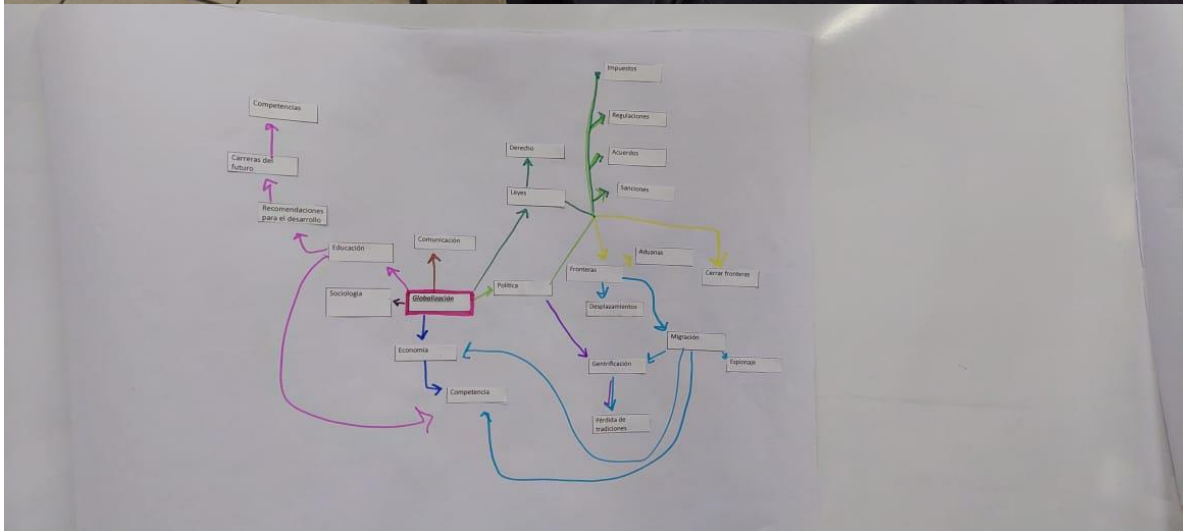 Impuestos
Competencias
Regulaciones
Derecho
Acuerdos
Carreras del
futuro
Leyes
Sanciones
Recomendaciones
para el desarrollo
Comunicación
Educación
Aduanas
Fronteras
Cerrar fronteras
Política
Sociología
Globalización
Desplazamientos
Migración
Economía
Gentrificación
Espionaje
Competencia
Pérdida de
tradiciones